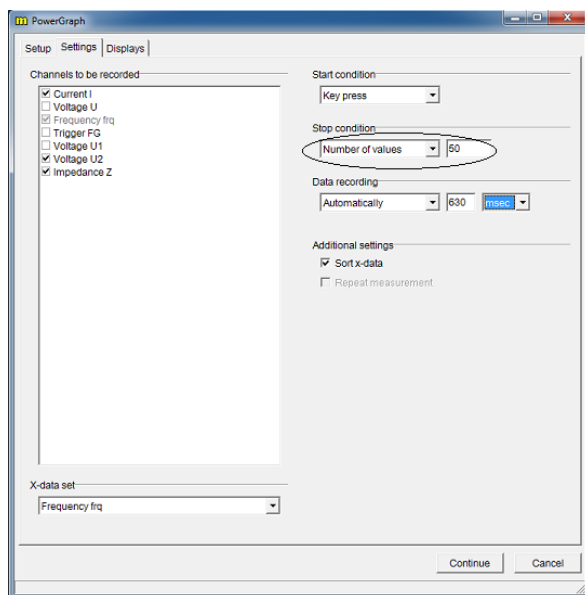 PowerGraph
Setup Settings Displays
Channels to be recorded
Current I
Voltage U
Frequency frq
Trigger FG
Voltage U1
Voltage U2
Impedance Z
X-data set
Frequency frq
Start condition
Key press
Stop condition
Number of values 50
Data recording
Automatically 630 msec
Additional settings
Sort x-data
Repeat measurement
Continue Cancel